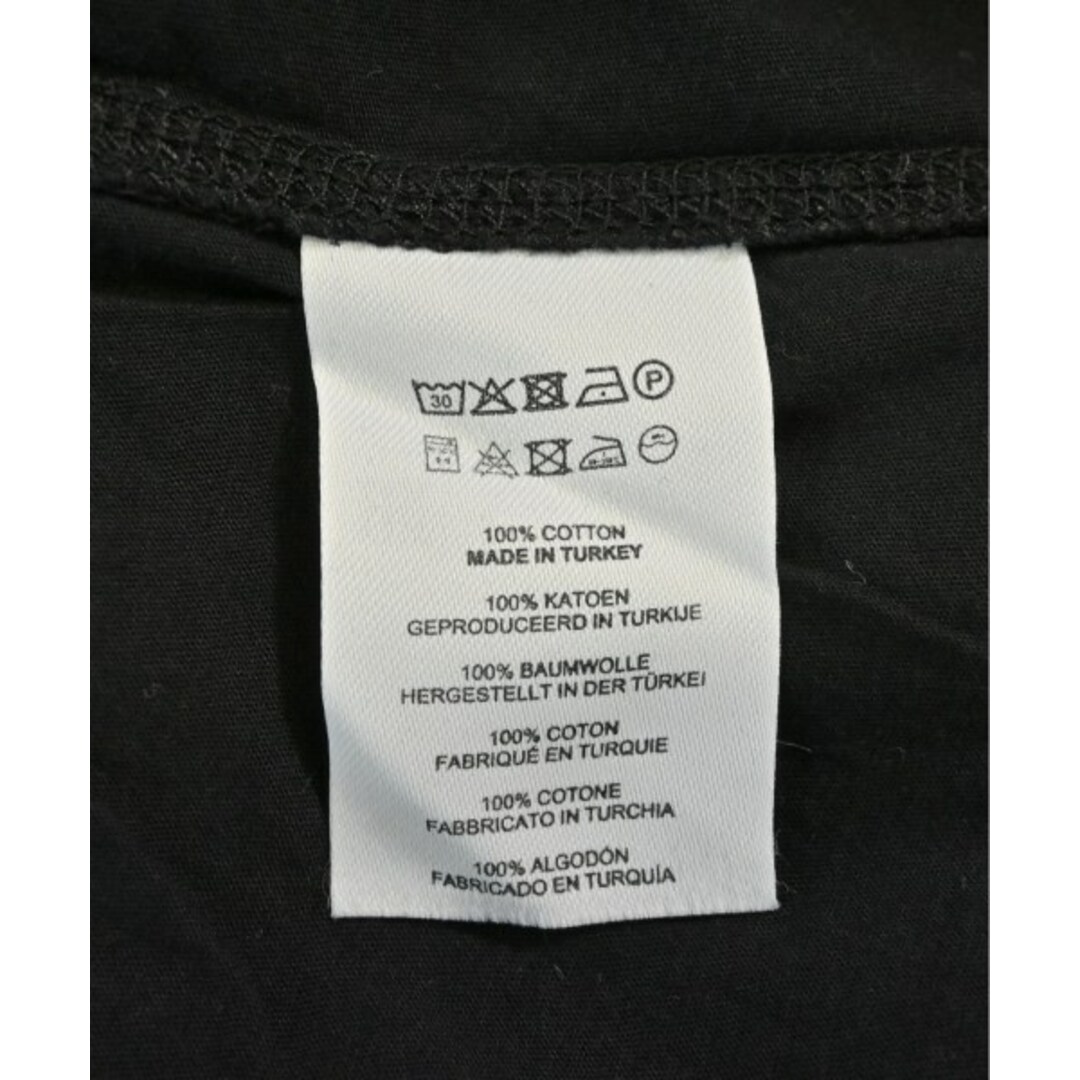 30 P
100% COTTON
MADE IN TURKEY
100% KATOEN
GEPRODUCEERD IN TURKIJE
100% BAUMWOLLE
HERGESTELLT IN DER TÜRKEI
100% COTON
FABRIQUÉ EN TURQUIE
100% COTONE
FABBRICATO IN TURCHIA
100% ALGODÓN
FABRICADO EN TURQUÍA